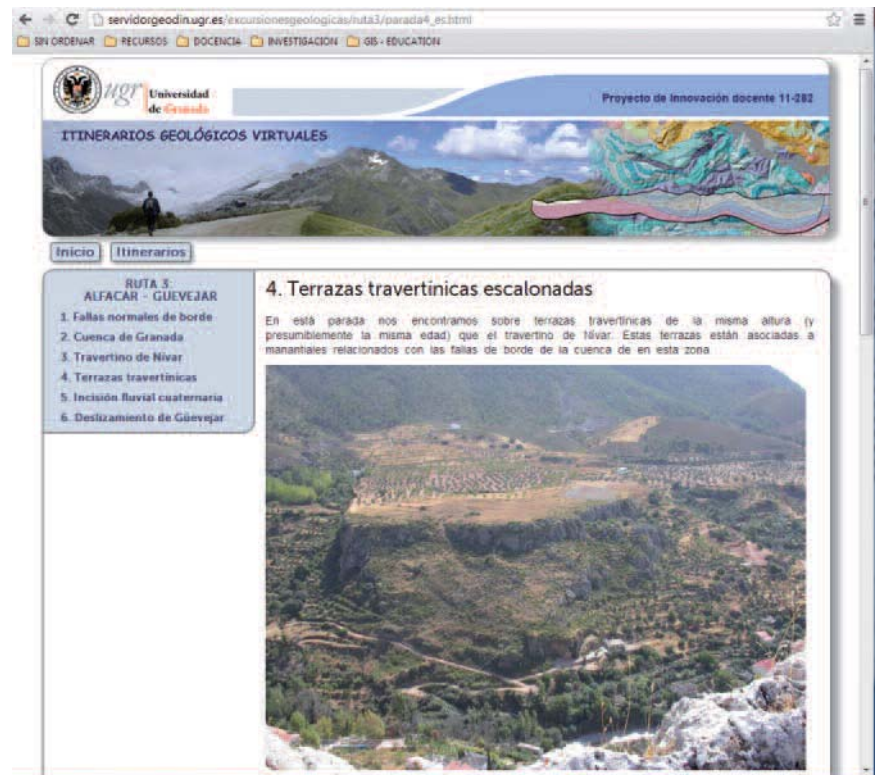 servidorgeodin.ugr.es/excursionesgeologicas/ruta3/parada4_es.html
SIN ORDENAR RECURSOS DOCENCIA INVESTIGACION GIS - EDUCATION
ugr Universidad
de Granada
Proyecto de Innovación docente 11-282
ITINERARIOS GEOLÓGICOS VIRTUALES
Inicio Itinerarios
RUTA 3:
ALFACAR - GÜEVEJAR
1. Fallas normales de borde
2. Cuenca de Granada
3. Travertino de Nívar
4. Terrazas travertínicas
5. Incisión fluvial cuaternaria
6. Deslizamiento de Güevejar
4. Terrazas travertínicas escalonadas
En está parada nos encontramos sobre terrazas travertínicas de la misma altura (y
presumiblemente la misma edad) que el travertino de Nívar. Estas terrazas están asociadas a
manantiales relacionados con las fallas de borde de la cuenca de en esta zona